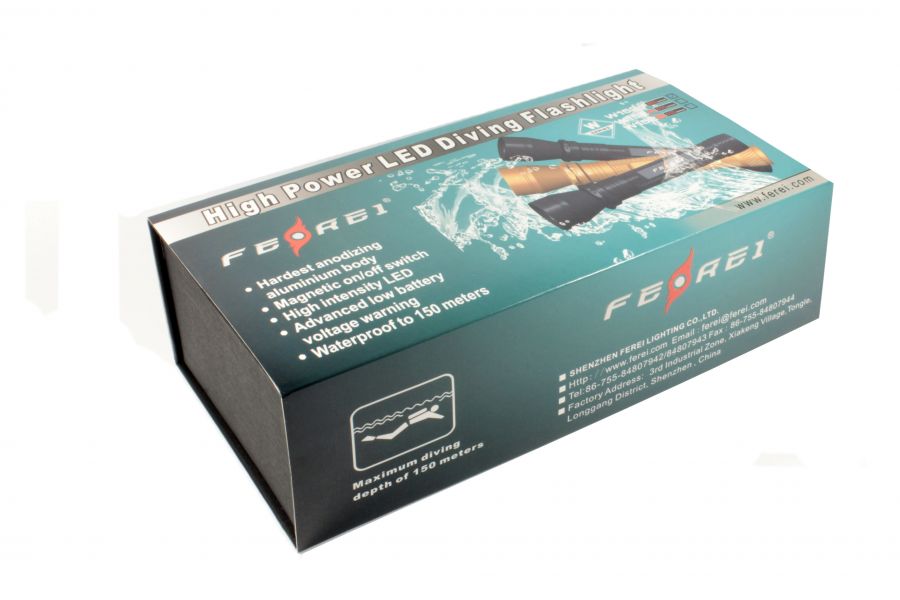 High Power LED Diving Flashlight
W
FEREI
• Hardest anodizing
aluminium body
• Magnetic on/off switch
• High intensity LED
• Advanced low battery
voltage warning
• Waterproof to 150 meters
www.ferei.com
FEREI
■ SHENZHEN FEREI LIGHTING CO.,LTD.
■ Http://www.ferei.com Email: ferei@ferei.com
■ Tel:86-755-84807942/84807943 Fax: 86-755-84807944
■ Factory Address: 3rd Industrial Zone, Xiakeng Village, Tongle,
Longgang District, Shenzhen, China
Maximum diving
depth of 150 meters